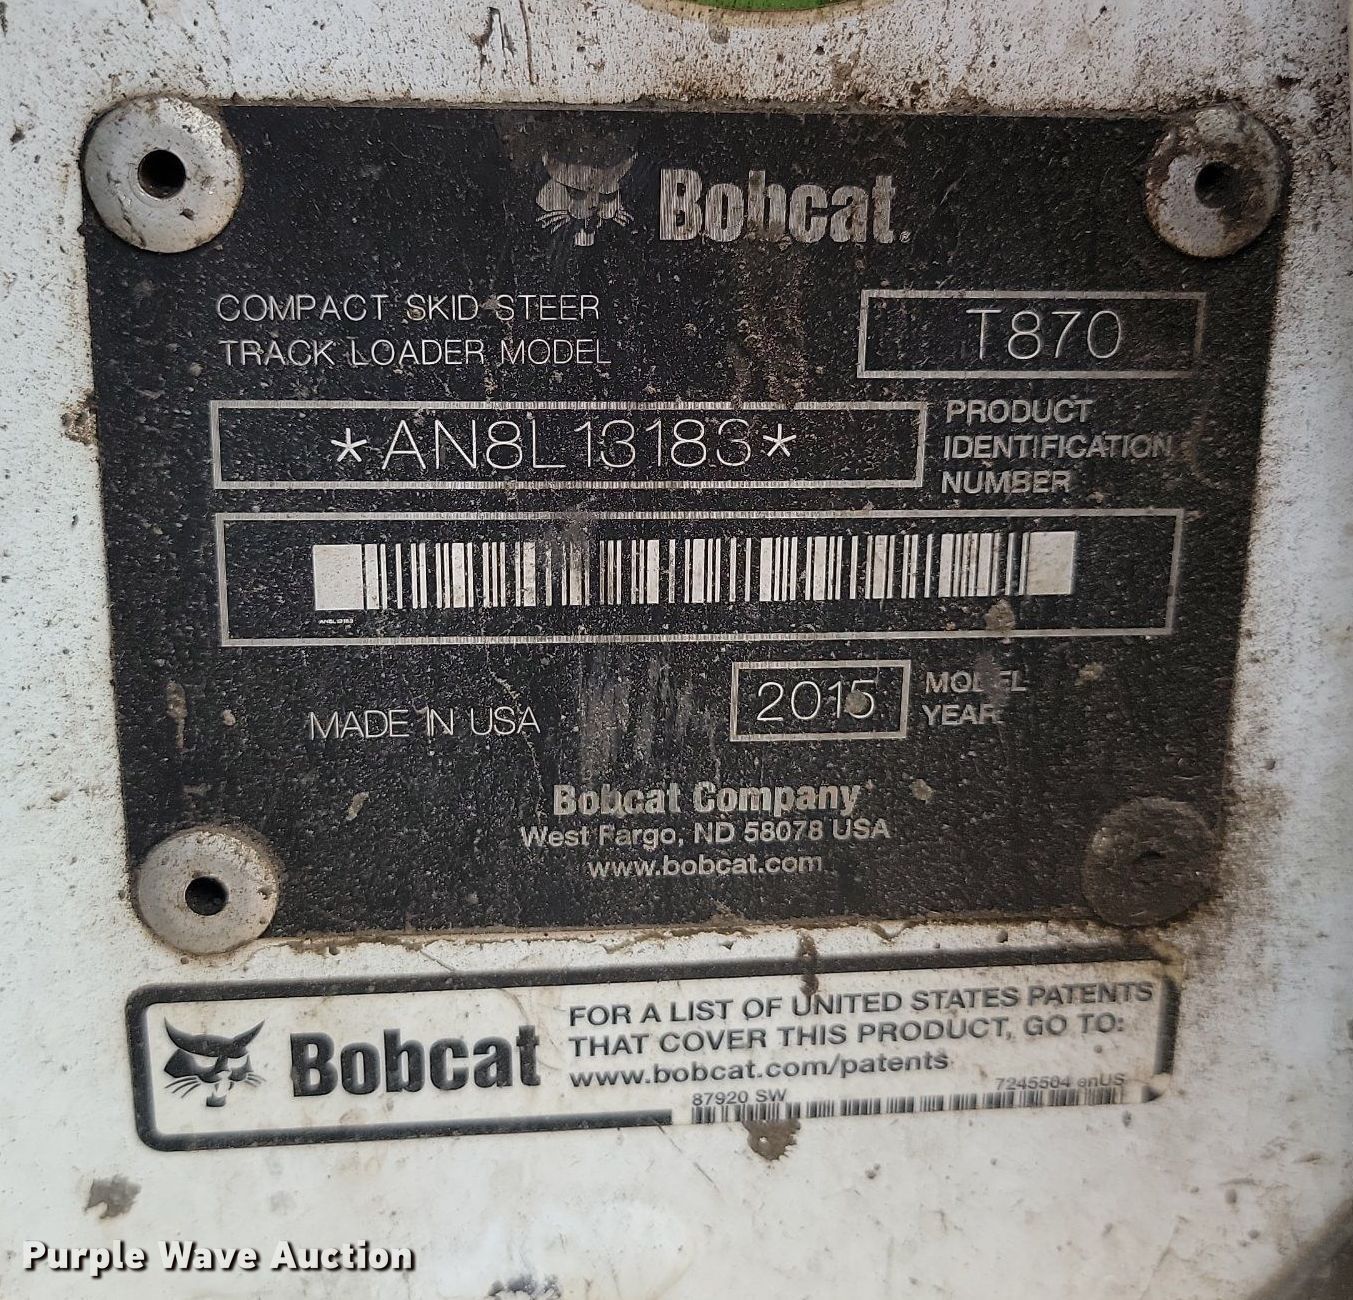 Bobcat®
COMPACT SKID-STEER
TRACK LOADER MODEL
T870
*AN8L13183*
PRODUCT
IDENTIFICATION
NUMBER
AN8L13183
MADE IN USA
2015
MODEL
YEAR
Bobcat Company
West Fargo, ND 58078 USA
www.bobcat.com
Bobcat
FOR A LIST OF UNITED STATES PATENTS
THAT COVER THIS PRODUCT, GO TO:
www.bobcat.com/patents
87920 SW
7245504 enUS
Purple Wave Auction